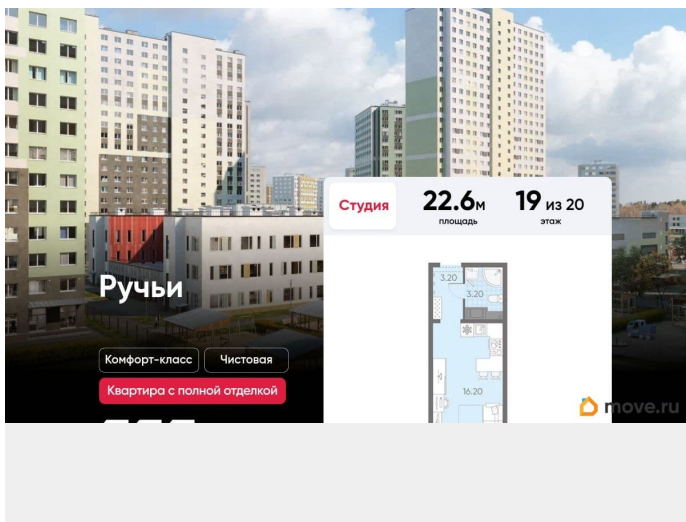 Студия
22.6м
площадь
19 из 20
этаж
Ручьи
Комфорт-класс
Чистовая
Квартира с полной отделкой
3.20
3.20
16.20
move.ru